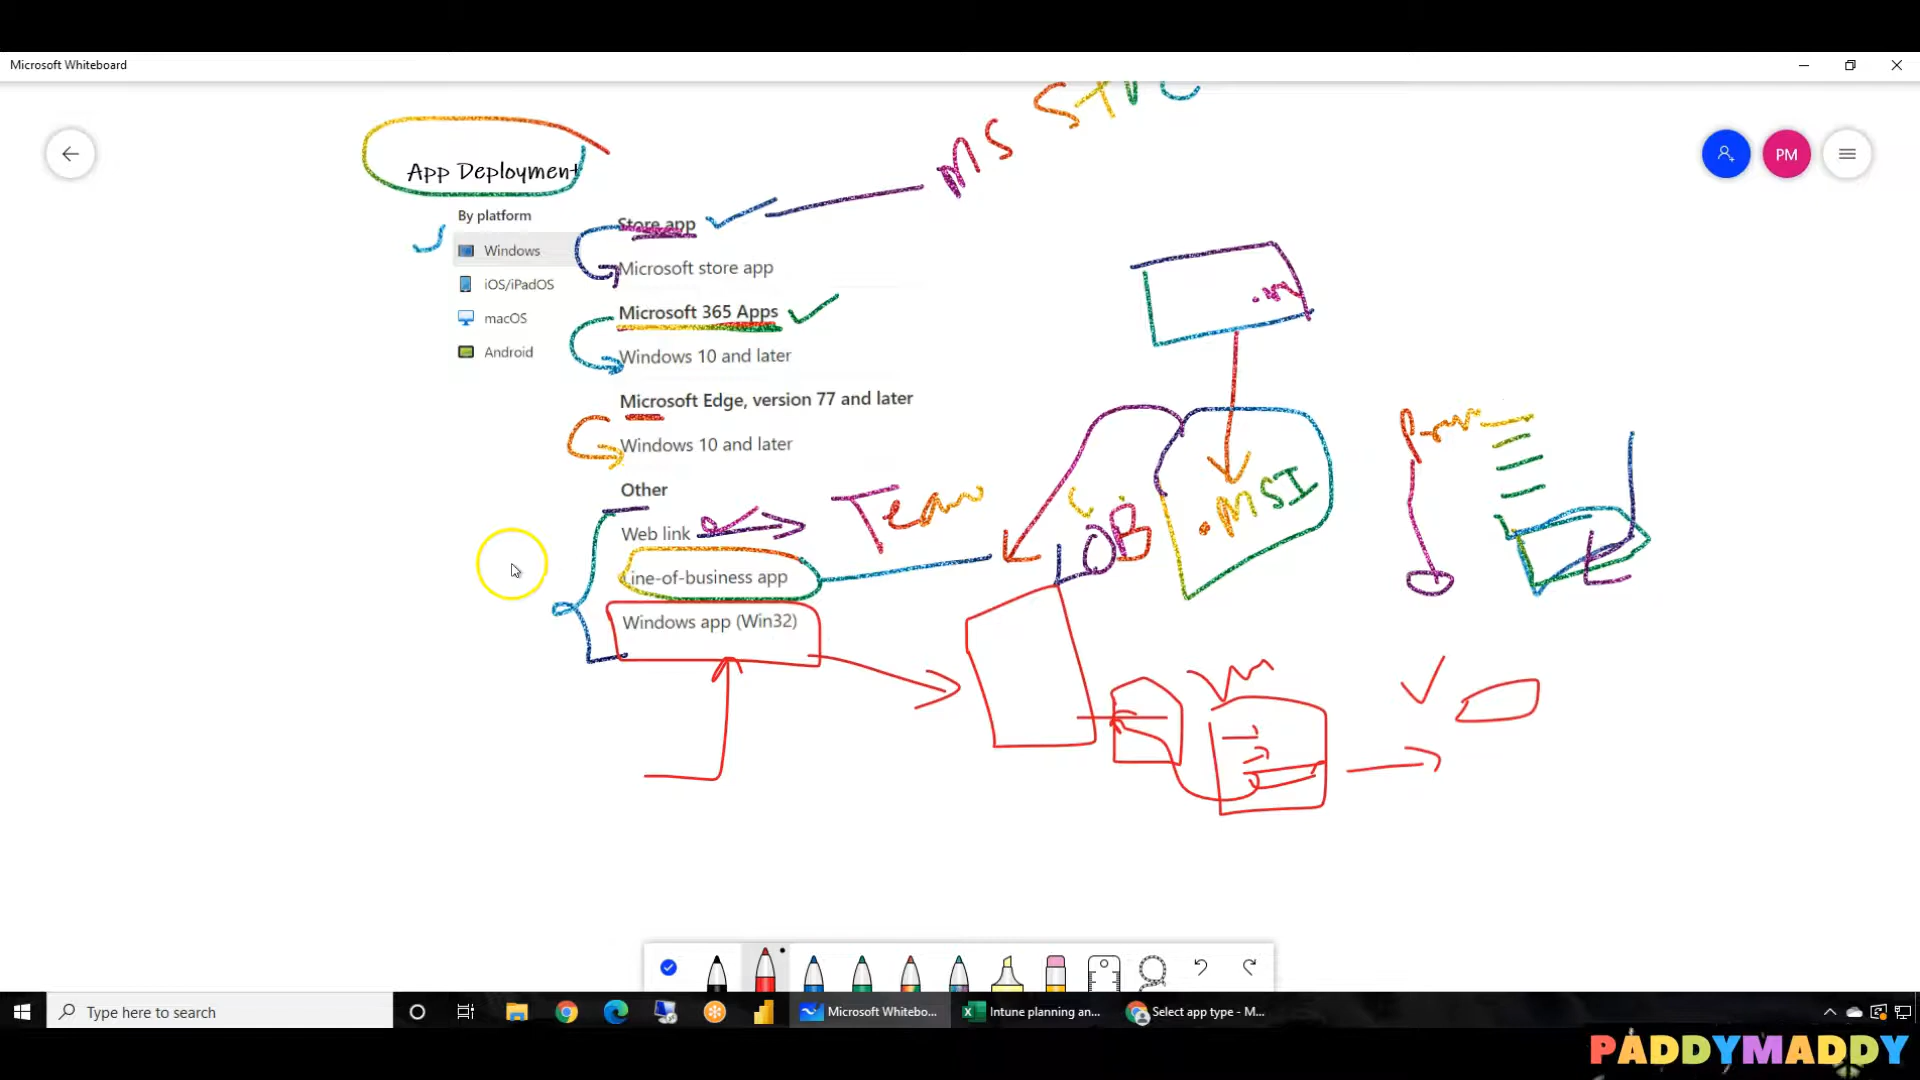 Microsoft Whiteboard
MS
App Deployment
PM
By platform
Windows
iOS/iPadOS
macOS
Android
Store app
Microsoft store app
Microsoft 365 Apps
Windows 10 and later
Microsoft Edge, version 77 and later
Windows 10 and later
Other
Web link
Line-of-business app
Windows app (Win32)
LOB
.MSI
Type here to search
Microsoft Whitebo...
Intune planning an...
Select app type - M...
PADDYMADDY